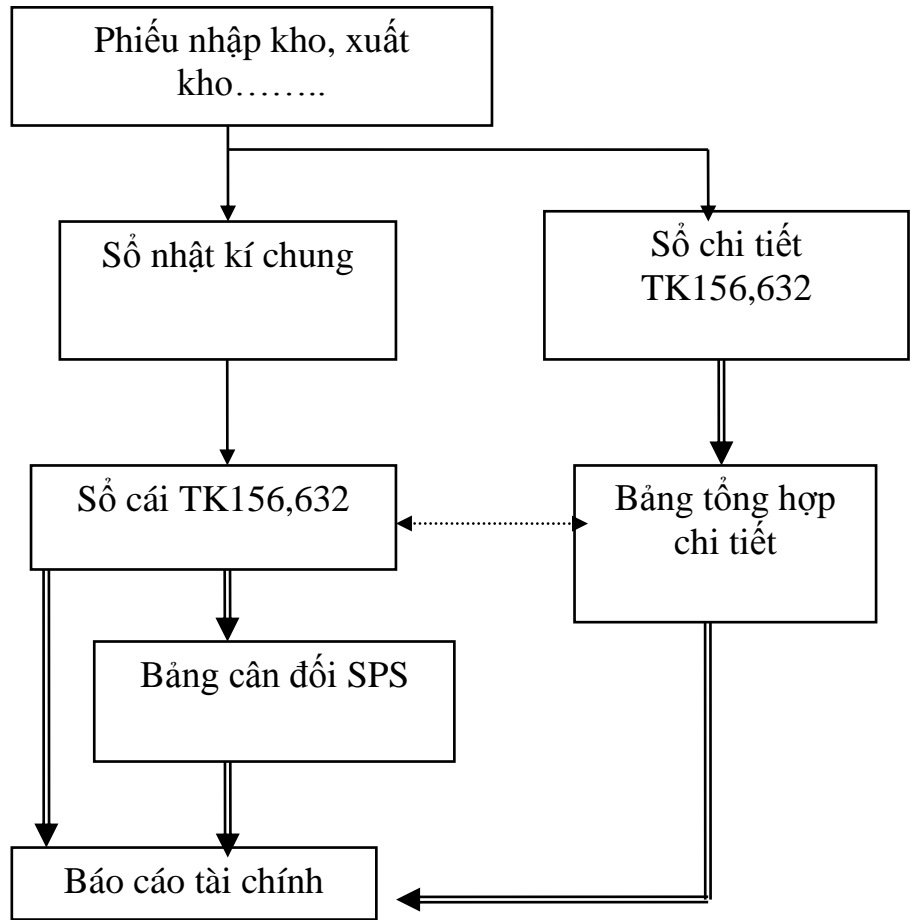 Phiếu nhập kho, xuất
kho……..
Sổ nhật kí chung
Sổ chi tiết
TK156,632
Sổ cái TK156,632
Bảng tổng hợp
chi tiết
Bảng cân đối SPS
Báo cáo tài chính